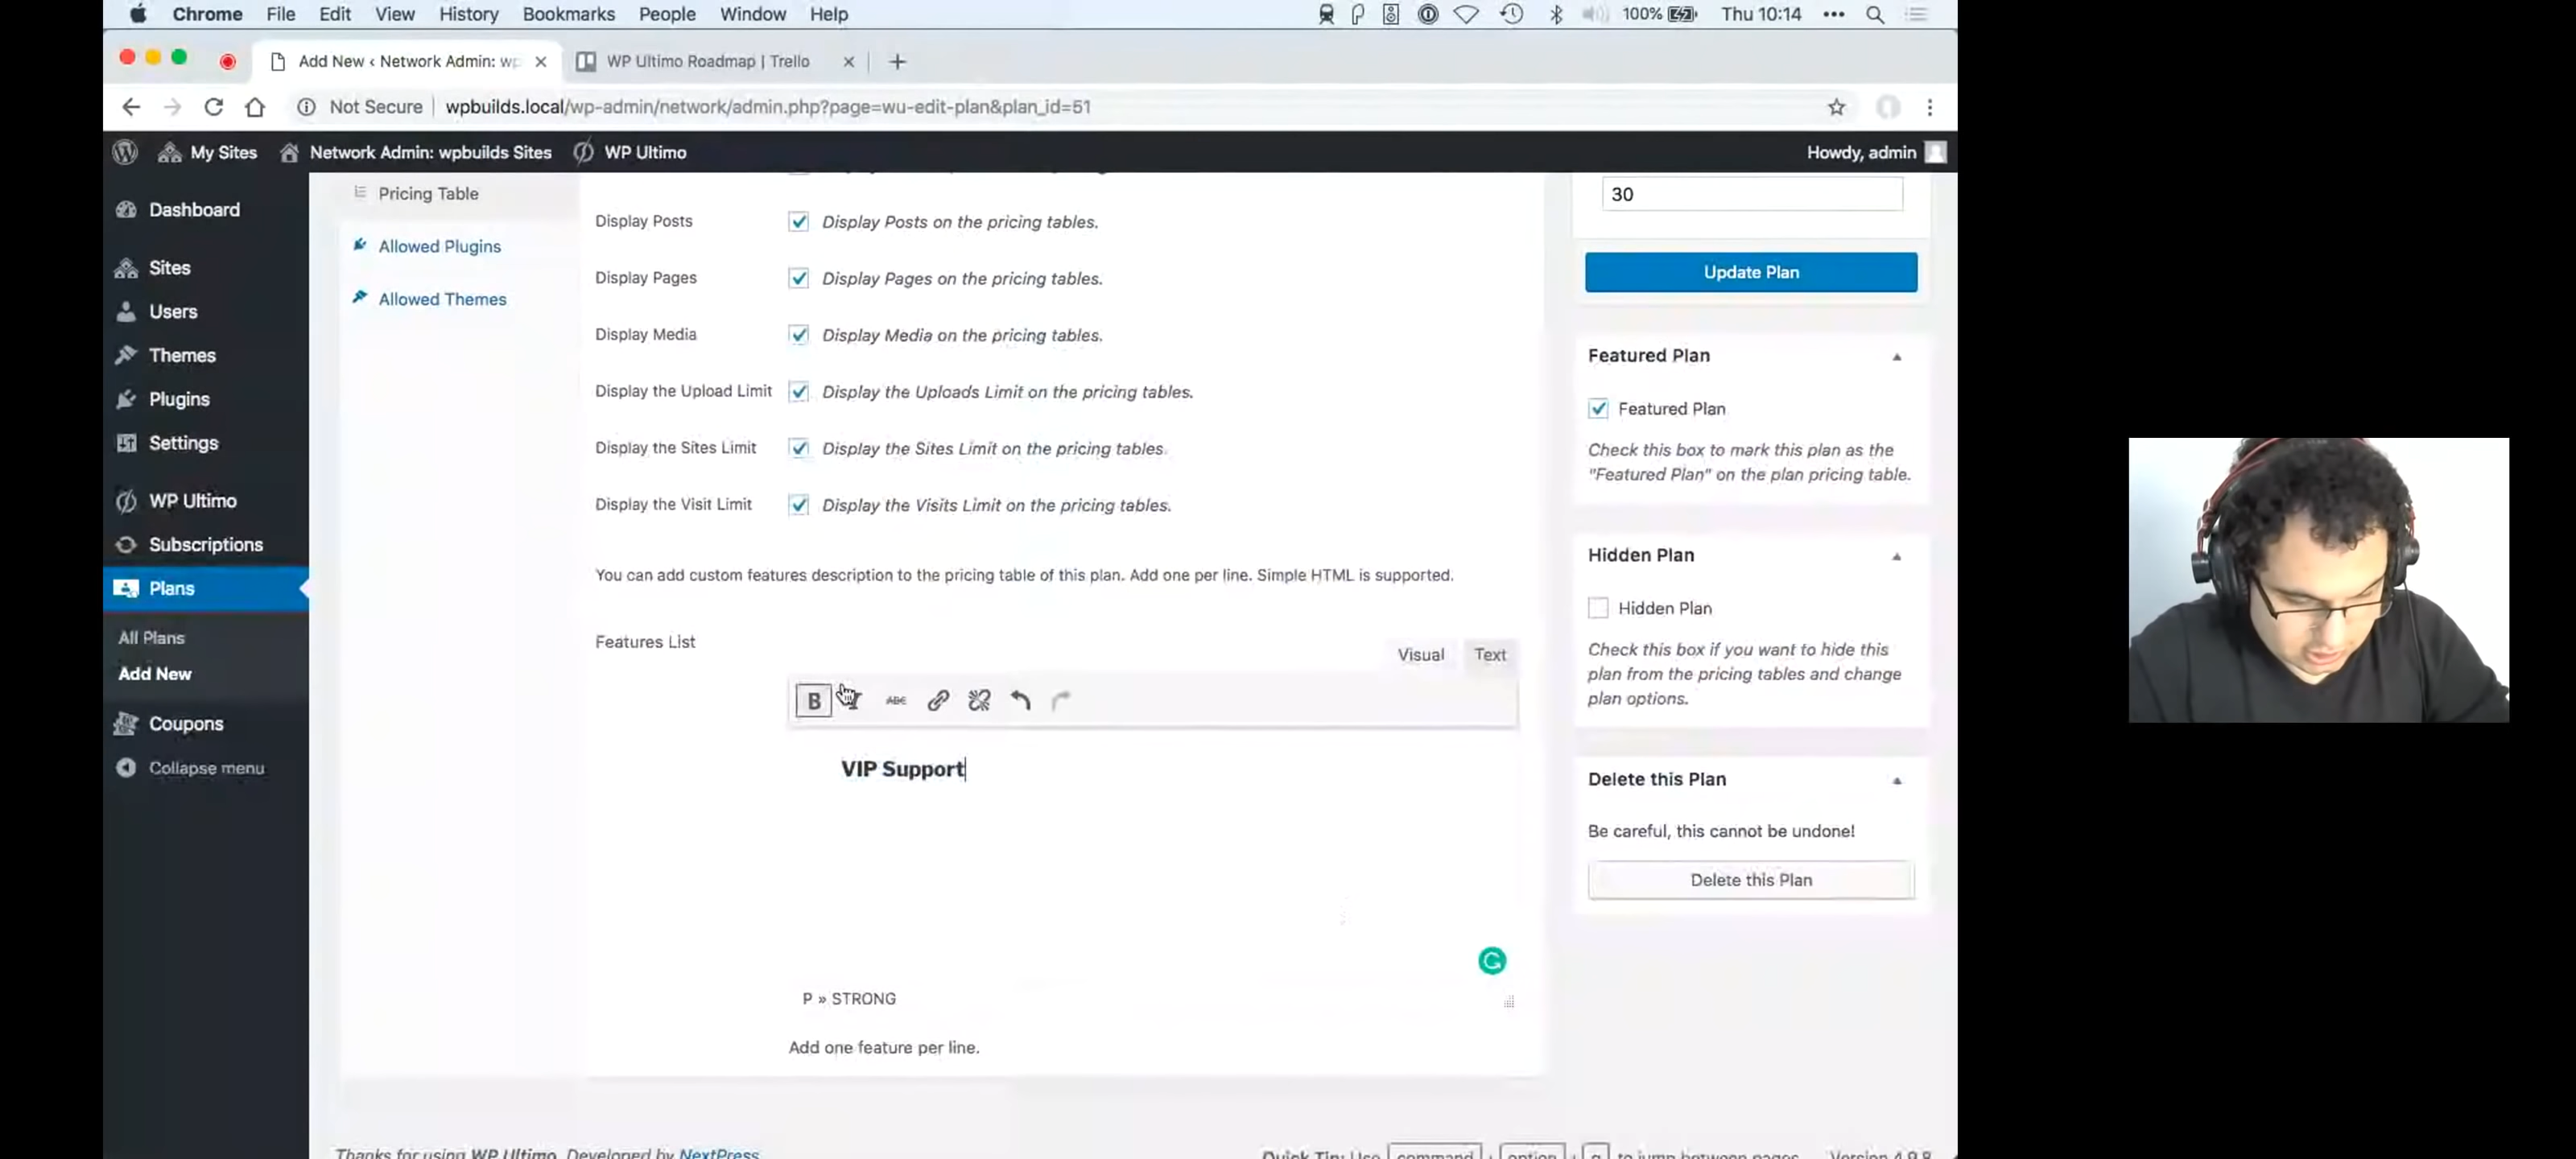 Chrome File Edit View History Bookmarks People Window Help 100% Thu 10:14
Add New ‹ Network Admin: wp WP Ultimo Roadmap | Trello
Not Secure wpbuilds.local/wp-admin/network/admin.php?page=wu-edit-plan&plan_id=51
My Sites Network Admin: wpbuilds Sites WP Ultimo Howdy, admin
Dashboard
Sites
Users
Themes
Plugins
Settings
WP Ultimo
Subscriptions
Plans
All Plans
Add New
Coupons
Collapse menu
Pricing Table
Allowed Plugins
Allowed Themes
Display Posts Display Posts on the pricing tables.
Display Pages Display Pages on the pricing tables.
Display Media Display Media on the pricing tables.
Display the Upload Limit Display the Uploads Limit on the pricing tables.
Display the Sites Limit Display the Sites Limit on the pricing tables.
Display the Visit Limit Display the Visits Limit on the pricing tables.
You can add custom features description to the pricing table of this plan. Add one per line. Simple HTML is supported.
Features List
Visual Text
B ABC
VIP Support
P » STRONG
Add one feature per line.
30
Update Plan
Featured Plan
Featured Plan
Check this box to mark this plan as the
"Featured Plan" on the plan pricing table.
Hidden Plan
Hidden Plan
Check this box if you want to hide this
plan from the pricing tables and change
plan options.
Delete this Plan
Be careful, this cannot be undone!
Delete this Plan
Thanks for using WP Ultimo. Developed by NextPress
Quick Tip: Use command + option + to jump between pages. Version 4.9.8